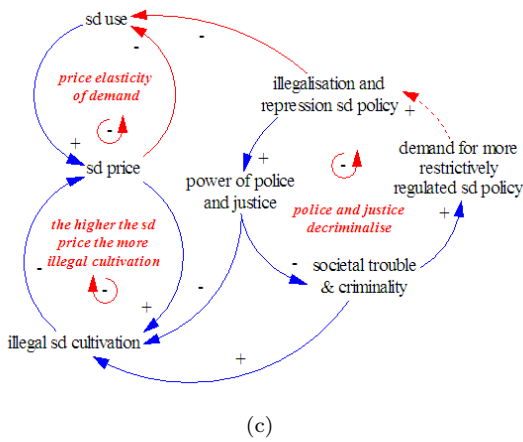 sd use
-
-
price elasticity
of demand
-
+
sd price
illegalisation and
repression sd policy
+
+
power of police
and justice
-
demand for more
restrictively
regulated sd policy
police and justice
decriminalise
+
the higher the sd
price the more
illegal cultivation
-
-
-
-
+
societal trouble
& criminality
illegal sd cultivation
+
(c)